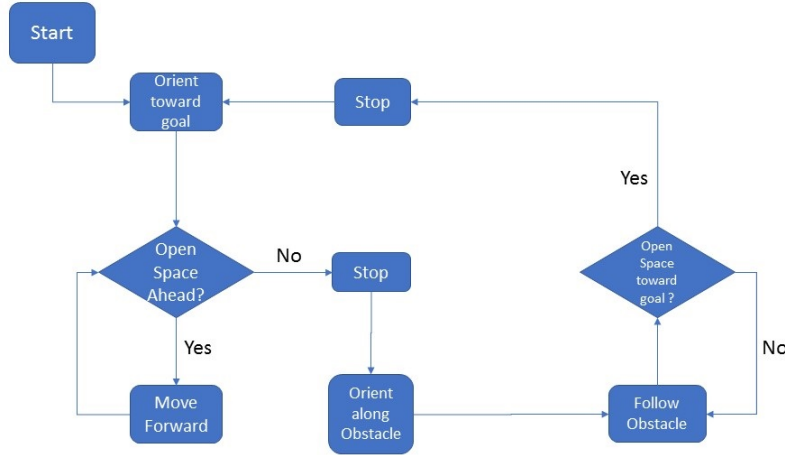 Start
Orient
toward
goal
Stop
Yes
Open
Space
Ahead?
No
Stop
Open
Space
toward
goal ?
Yes
No
Move
Forward
Orient
along
Obstacle
Follow
Obstacle